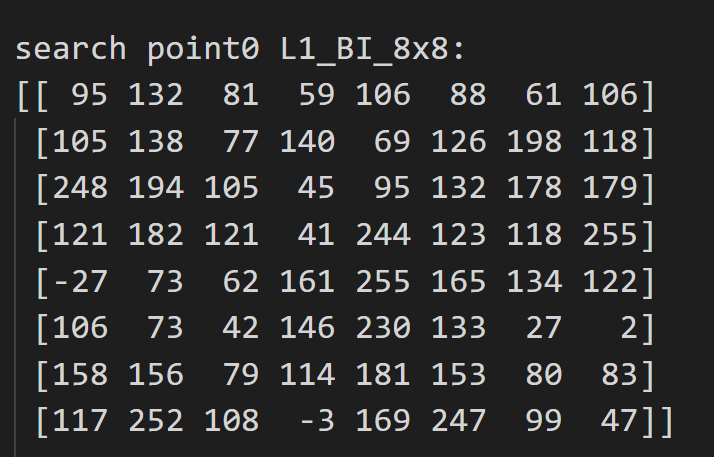 search point0 L1_BI_8x8:
[[ 95 132  81  59 106  88  61 106]
 [105 138  77 140  69 126 198 118]
 [248 194 105  45  95 132 178 179]
 [121 182 121  41 244 123 118 255]
 [-27  73  62 161 255 165 134 122]
 [106  73  42 146 230 133  27   2]
 [158 156  79 114 181 153  80  83]
 [117 252 108  -3 169 247  99  47]]